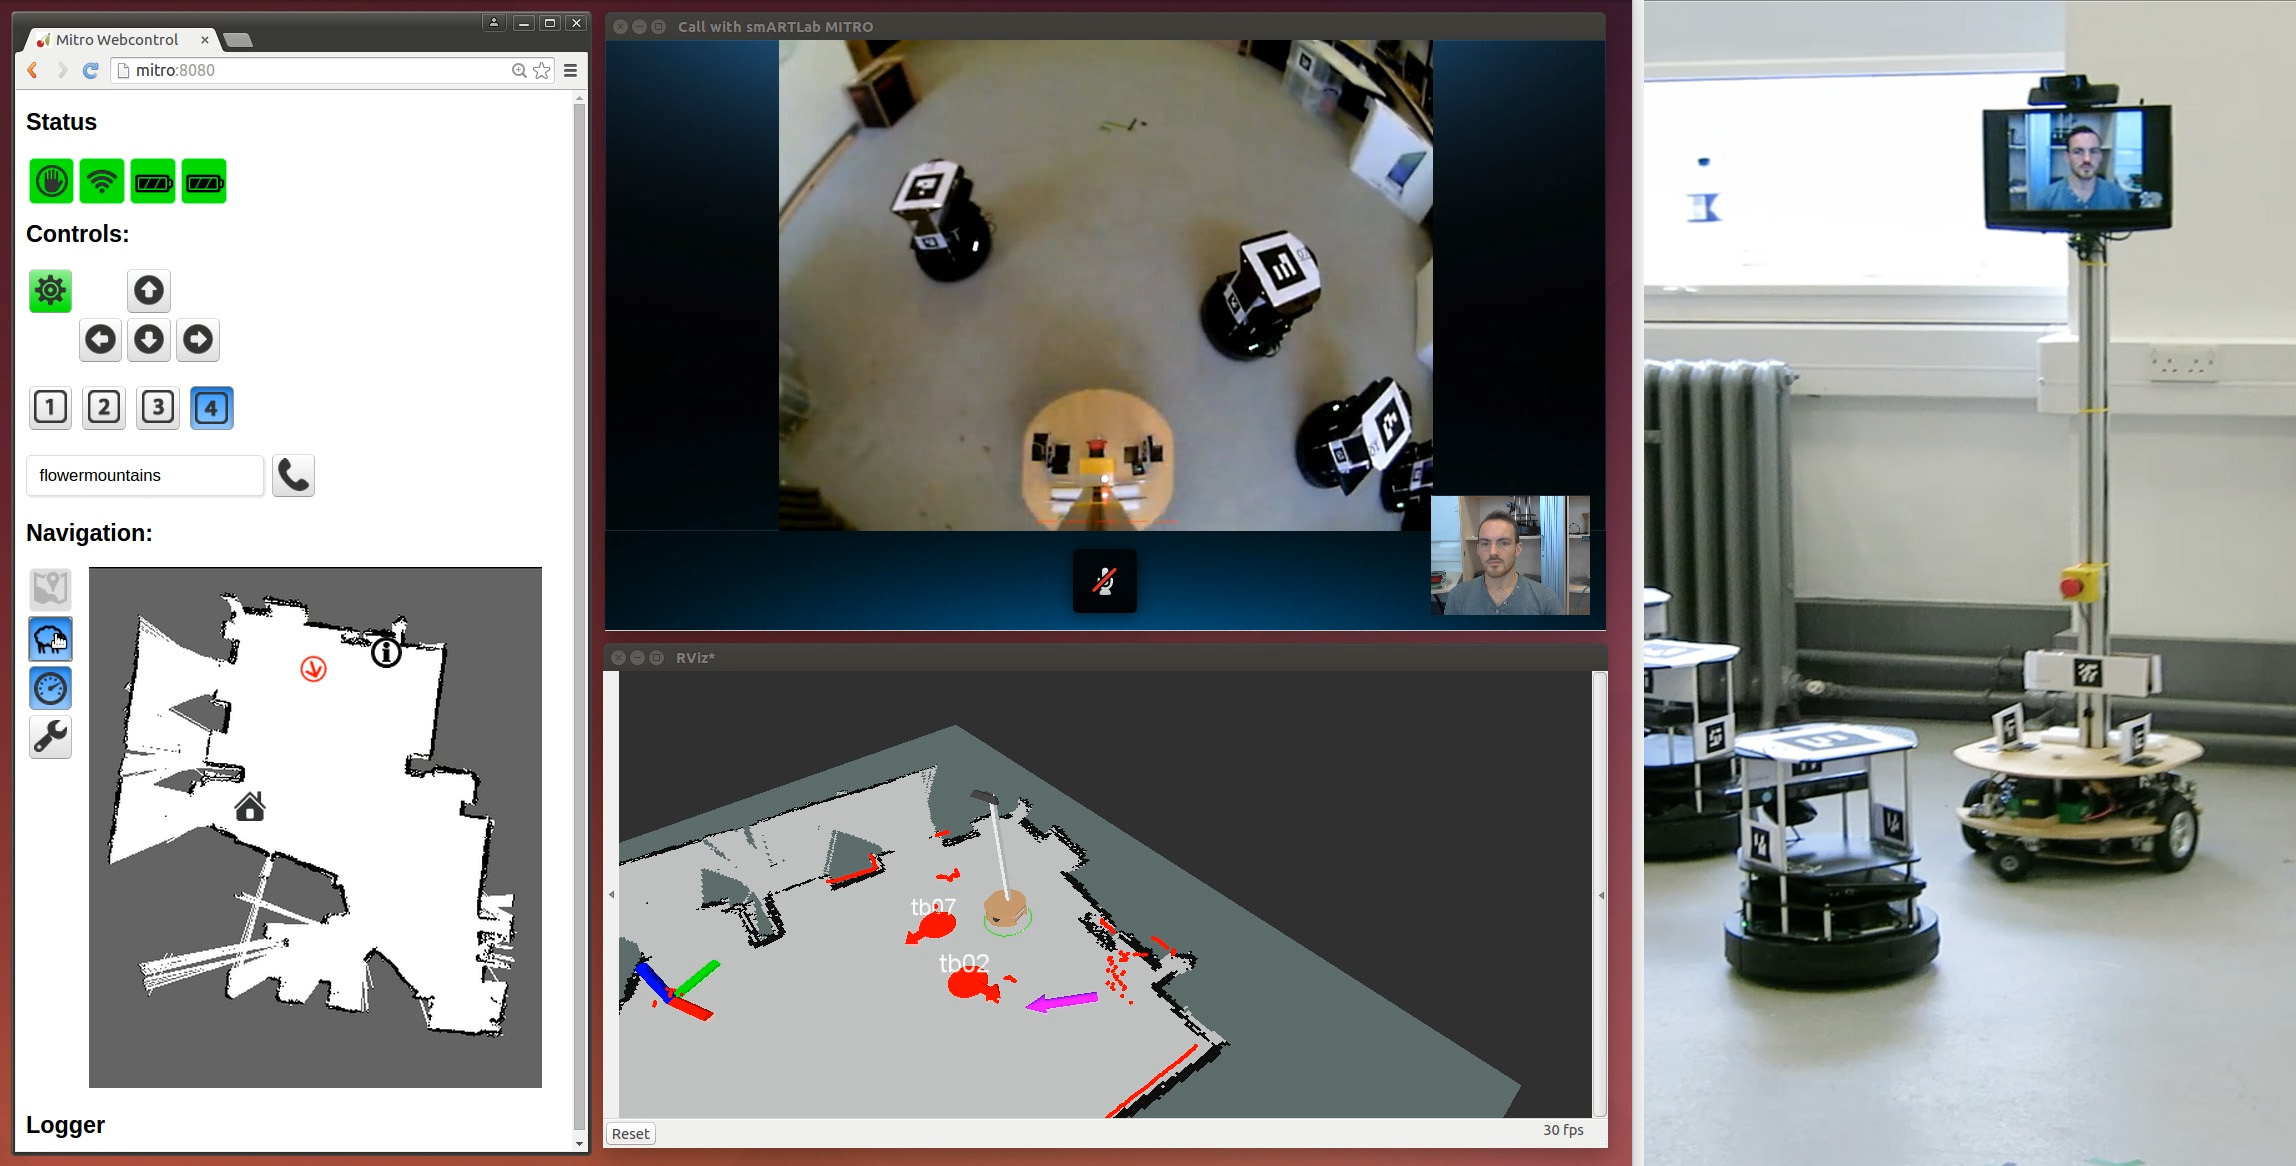 Mitro Webcontrol
mitro:8080
Status
Controls:
1 2 3 4
flowermountains
Navigation:
Logger
Call with smARTLab MITRO
RViz*
tb07
tb02
Reset
30 fps